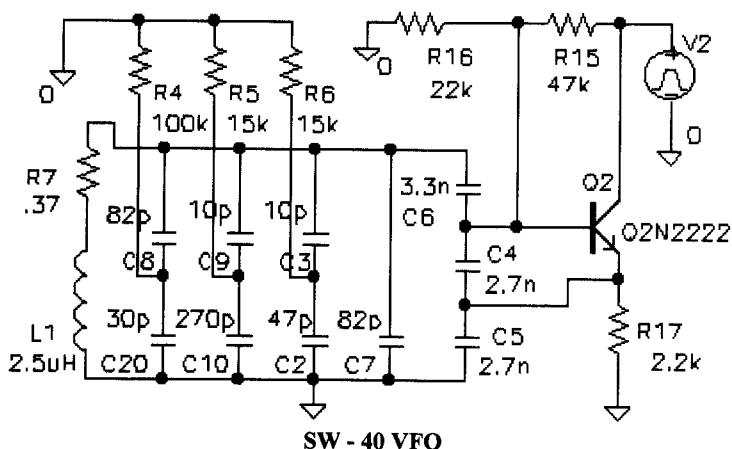 V2
R16
22k
R15
47k
0
0
0
R4
100k
R5
15k
R6
15k
R7
.37
3.3n
C6
Q2
Q2N2222
82p
C8
10p
C9
10p
C3
C4
2.7n
L1
2.5uH
30p
C20
270p
C10
47p
C2
82p
C7
C5
2.7n
R17
2.2k
SW - 40 VFO